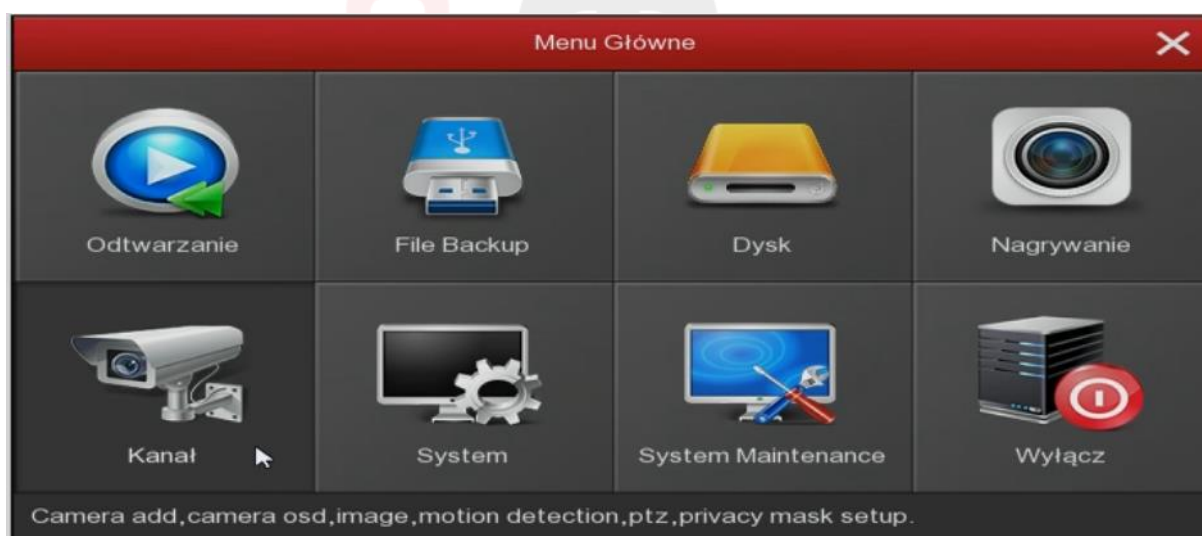 Menu Główne
Odtwarzanie
File Backup
Dysk
Nagrywanie
Kanał
System
System Maintenance
Wyłącz
Camera add,camera osd,image,motion detection,ptz,privacy mask setup.